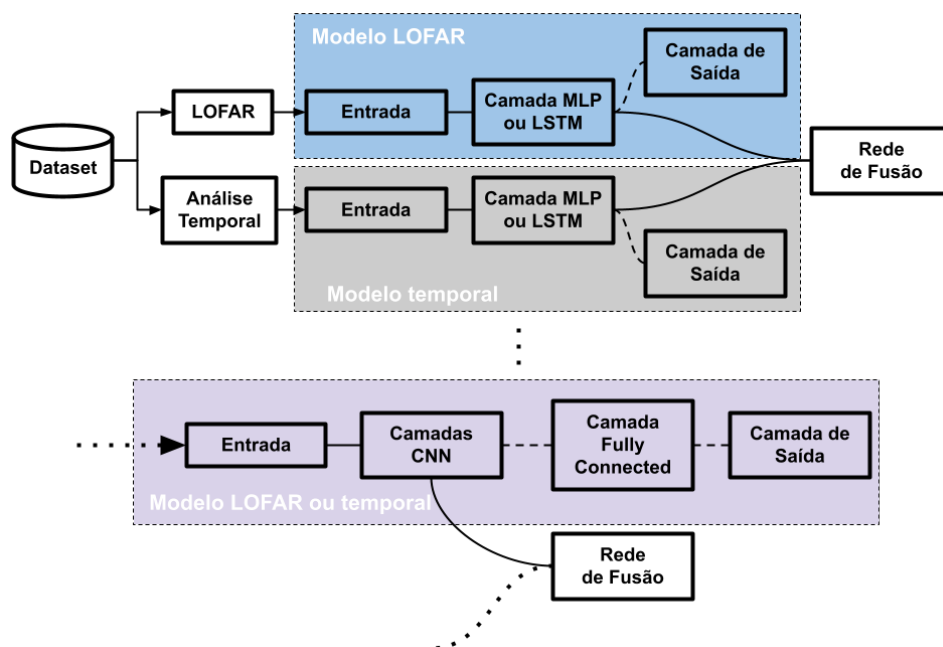 Modelo LOFAR
Camada de
Saída
LOFAR
Entrada
Camada MLP
ou LSTM
Dataset
Rede
de Fusão
Análise
Temporal
Entrada
Camada MLP
ou LSTM
Camada de
Saída
Modelo temporal
Entrada
Camadas
CNN
Camada
Fully
Connected
Camada de
Saída
Modelo LOFAR ou temporal
Rede
de Fusão